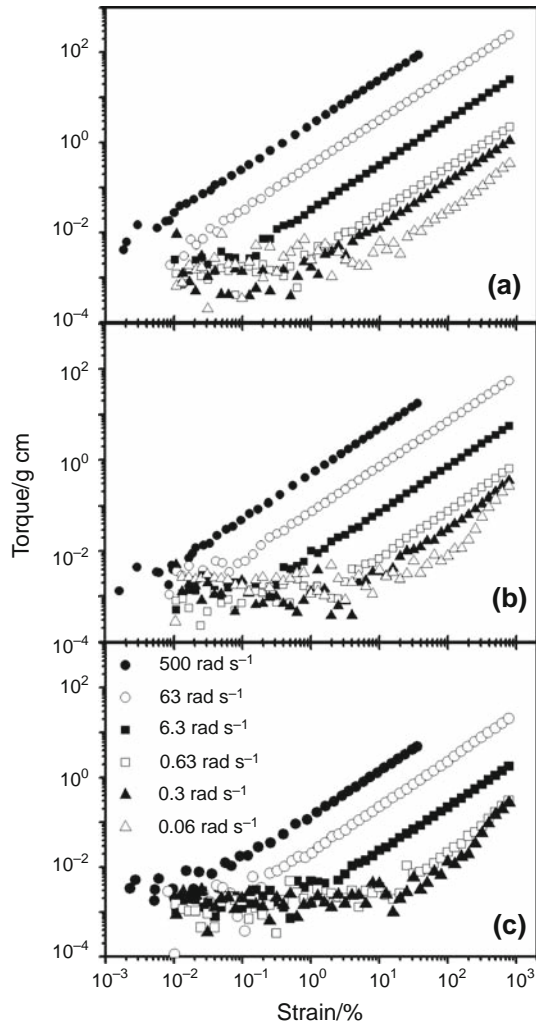 10²
10⁰
10⁻²
10⁻⁴
(a)
10²
10⁰
10⁻²
10⁻⁴
(b)
Torque/g cm
500 rad s⁻¹
63 rad s⁻¹
6.3 rad s⁻¹
0.63 rad s⁻¹
0.3 rad s⁻¹
0.06 rad s⁻¹
10²
10⁰
10⁻²
10⁻⁴
(c)
10⁻³ 10⁻² 10⁻¹ 10⁰ 10¹ 10² 10³
Strain/%